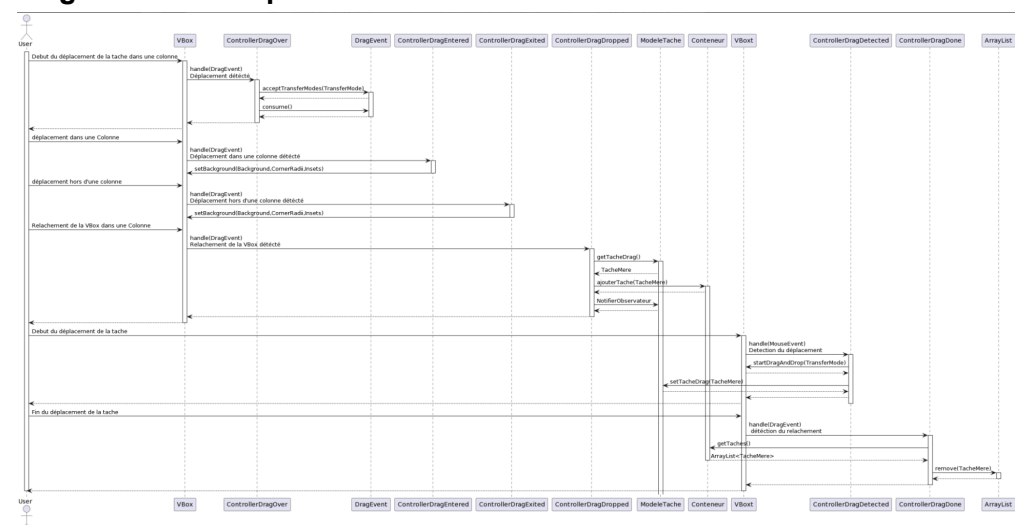 User
VBox
ControllerDragOver
DragEvent
ControllerDragEntered
ControllerDragExited
ControllerDragDropped
ModeleTache
Conteneur
VBoxt
ControllerDragDetected
ControllerDragDone
ArrayList
Debut du déplacement de la tache dans une colonne
handle(DragEvent)
Déplacement détécté
acceptTransferModes(TransferMode)
consume()
déplacement dans une Colonne
handle(DragEvent)
Déplacement dans une colonne détécté
setBackground(Background,CornerRadii,Insets)
déplacement hors d'une colonne
handle(DragEvent)
Déplacement hors d'une colonne détécté
setBackground(Background,CornerRadii,Insets)
Relachement de la VBox dans une Colonne
handle(DragEvent)
Relachement de la VBox détécté
getTacheDrag()
TacheMere
ajouterTache(TacheMere)
NotifierObservateur
Debut du déplacement de la tache
handle(MouseEvent)
Detection du déplacement
startDragAndDrop(TransferMode)
setTacheDrag(TacheMere)
Fin du déplacement de la tache
handle(DragEvent)
détéction du relachement
getTaches()
ArrayList<TacheMere>
remove(TacheMere)
User
VBox
ControllerDragOver
DragEvent
ControllerDragEntered
ControllerDragExited
ControllerDragDropped
ModeleTache
Conteneur
VBoxt
ControllerDragDetected
ControllerDragDone
ArrayList